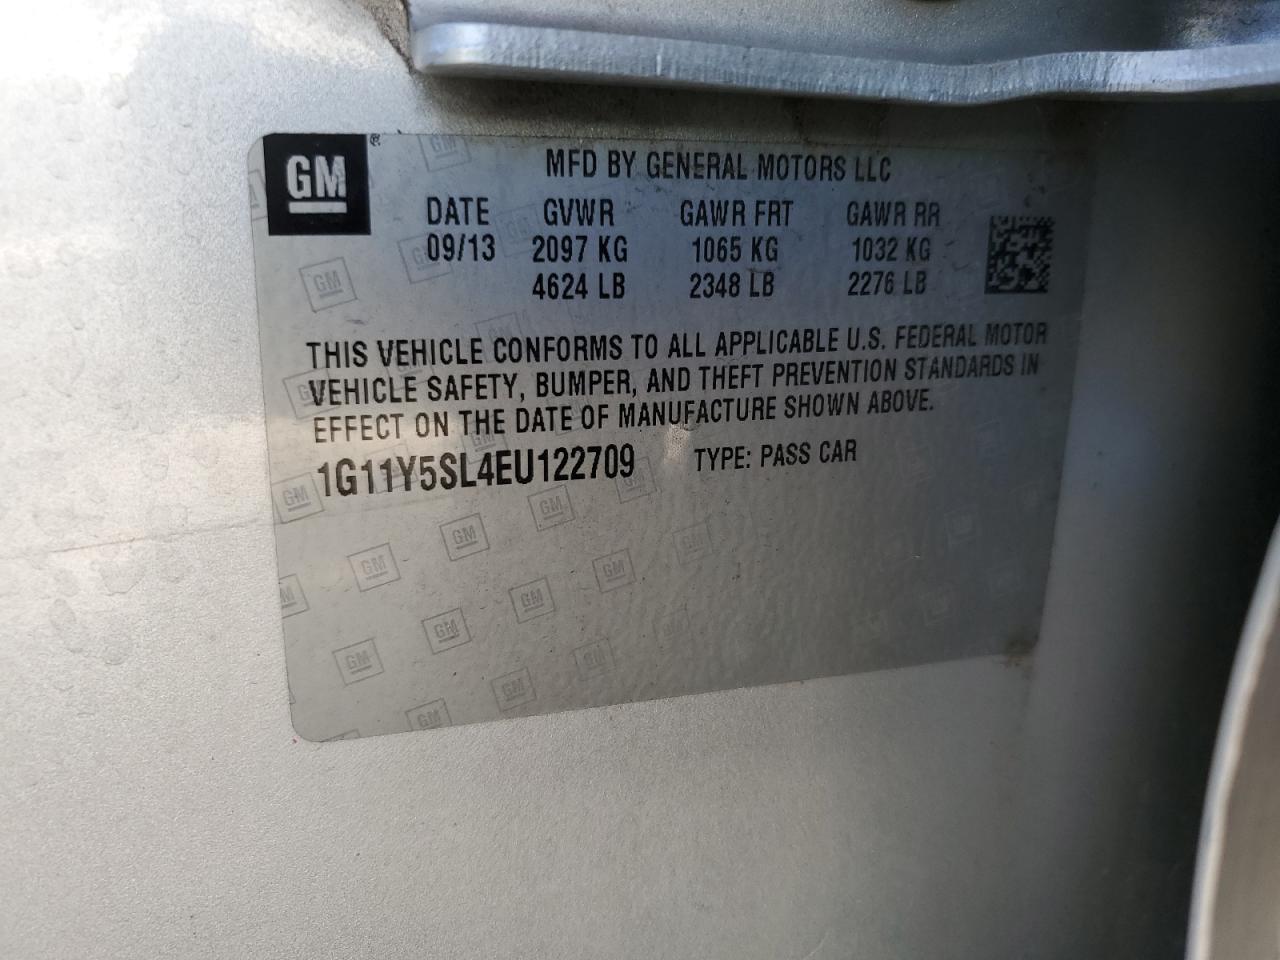 GM ®
MFD BY GENERAL MOTORS LLC
DATE GVWR GAWR FRT GAWR RR
09/13 2097 KG 1065 KG 1032 KG
4624 LB 2348 LB 2276 LB
THIS VEHICLE CONFORMS TO ALL APPLICABLE U.S. FEDERAL MOTOR
VEHICLE SAFETY, BUMPER, AND THEFT PREVENTION STANDARDS IN
EFFECT ON THE DATE OF MANUFACTURE SHOWN ABOVE.
1G11Y5SL4EU122709 TYPE: PASS CAR